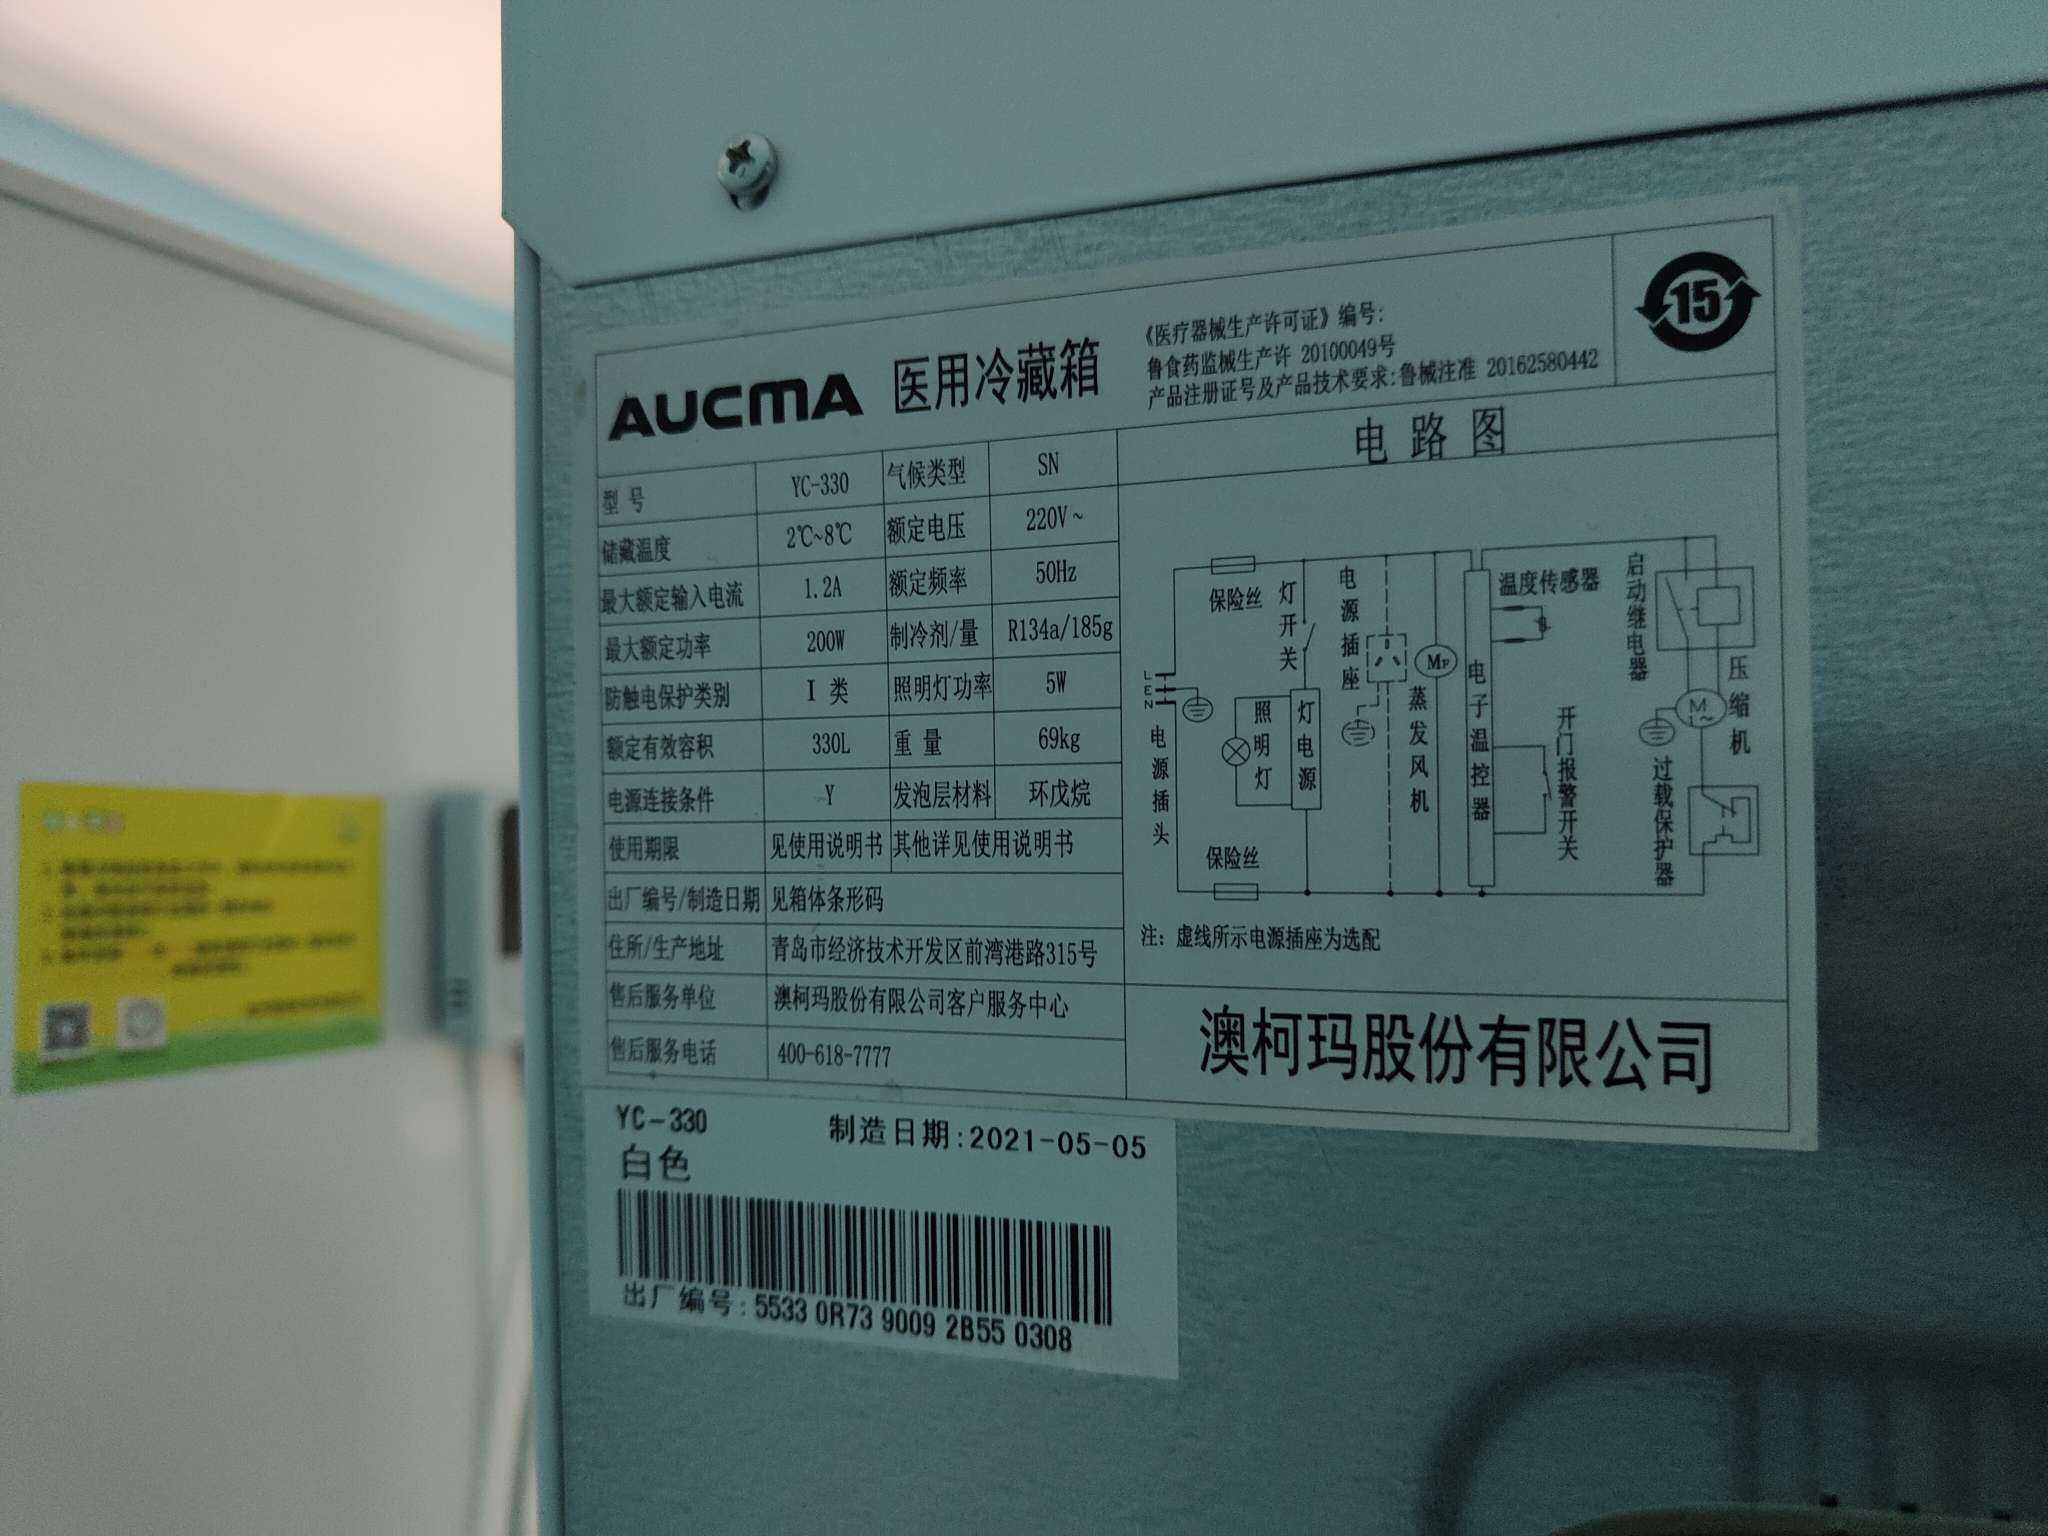 AUCMA 医用冷藏箱
《医疗器械生产许可证》编号:
鲁食药监械生产许 20100049号
产品注册证号及产品技术要求:鲁械注准 20162580442
15
型号 YC-330 气候类型 SN
储藏温度 2℃~8℃ 额定电压 220V~
最大额定输入电流 1.2A 额定频率 50Hz
最大额定功率 200W 制冷剂/量 R134a/185g
防触电保护类别 I 类 照明灯功率 5W
额定有效容积 330L 重量 69kg
电源连接条件 Y 发泡层材料 环戊烷
使用期限 见使用说明书 其他详见使用说明书
出厂编号/制造日期 见箱体条形码
住所/生产地址 青岛市经济技术开发区前湾港路315号
售后服务单位 澳柯玛股份有限公司客户服务中心
售后服务电话 400-618-7777
电路图
L
E
N
电源插头
保险丝
保险丝
灯开关
照明灯
灯电源
电源插座
蒸发风机
MF
电子温控器
温度传感器
开门报警开关
启动继电器
压缩机
M
1~
过载保护器
注: 虚线所示电源插座为选配
澳柯玛股份有限公司
YC-330 制造日期:2021-05-05
白色
出厂编号: 5533 0R73 9009 2B55 0308